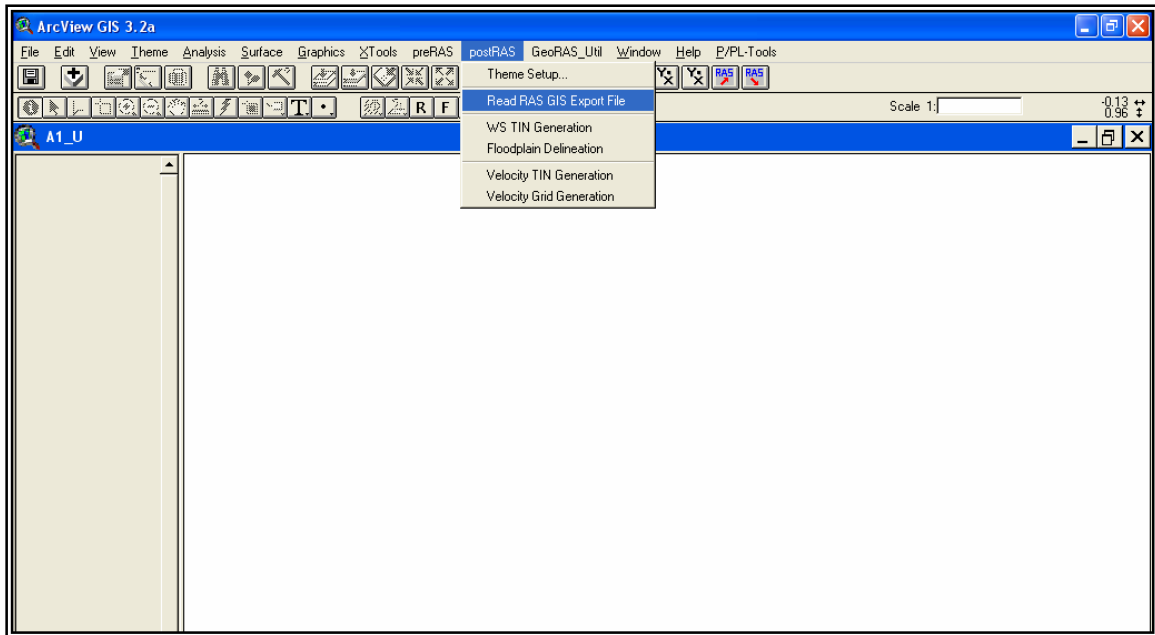 ArcView GIS 3.2a
File Edit View Theme Analysis Surface Graphics XTools preRAS postRAS GeoRAS_Util Window Help P/PL-Tools
Theme Setup...
Y: X Y: X RAS RAS
T R F
Read RAS GIS Export File
Scale 1:
-0.13
0.96
WS TIN Generation
A1_U
Floodplain Delineation
Velocity TIN Generation
Velocity Grid Generation